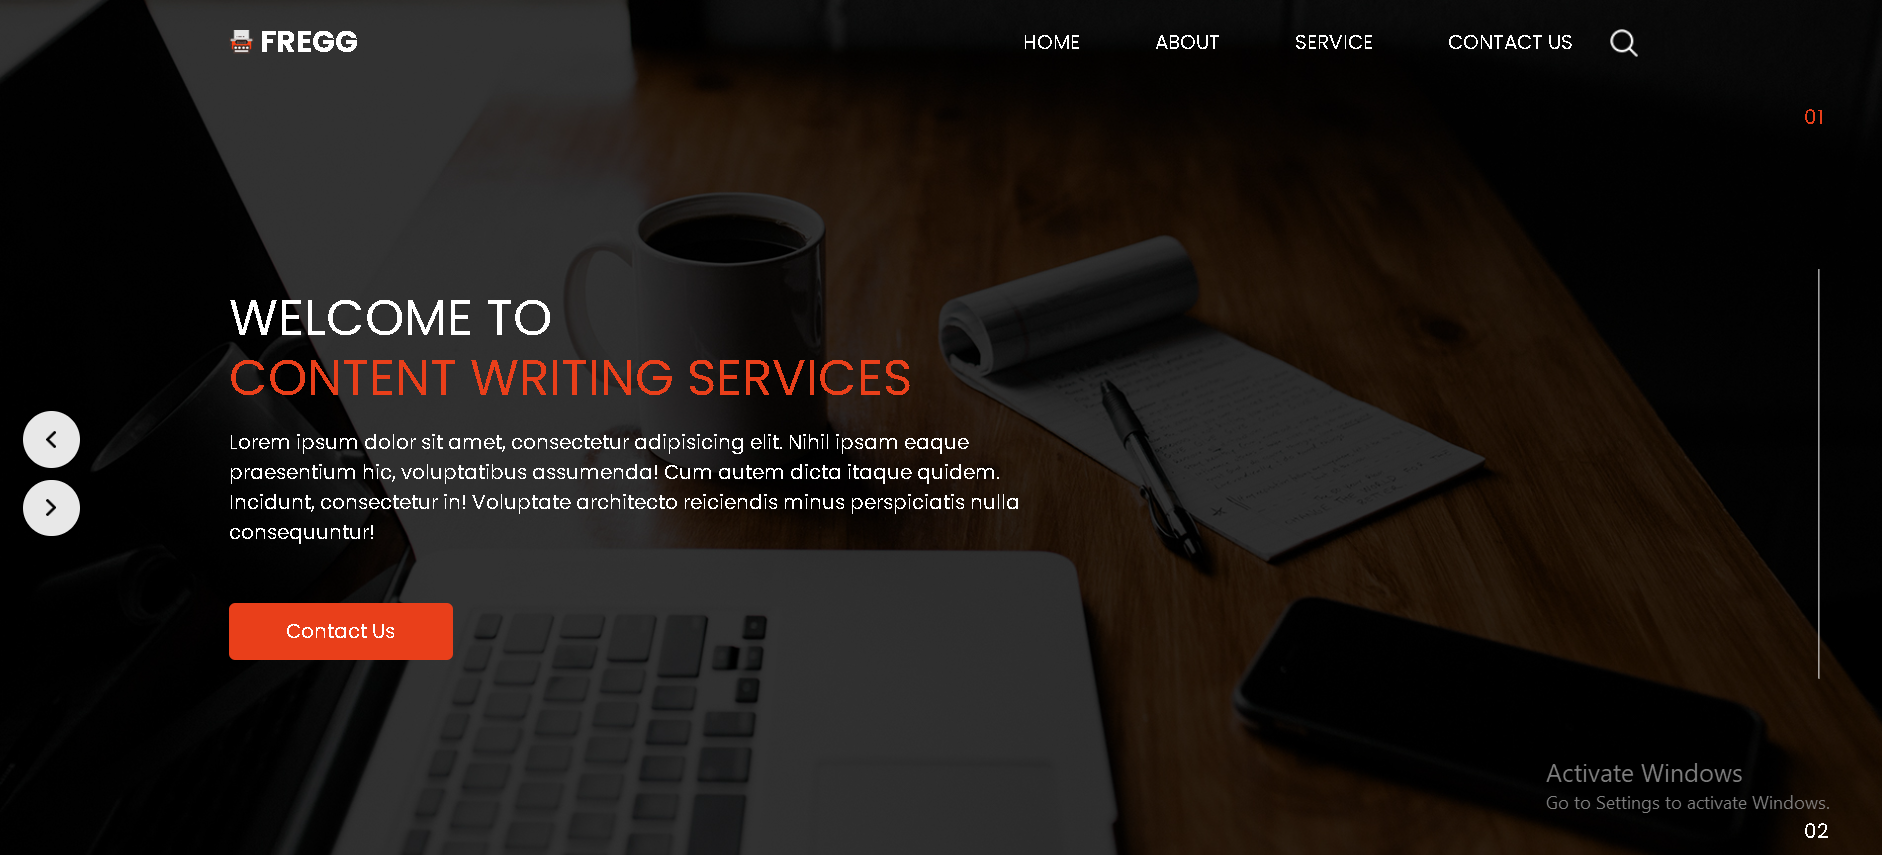 FREGG
HOME
ABOUT
SERVICE
CONTACT US
01
WELCOME TO
CONTENT WRITING SERVICES
Lorem ipsum dolor sit amet, consectetur adipisicing elit. Nihil ipsam eaque
praesentium hic, voluptatibus assumenda! Cum autem dicta itaque quidem.
Incidunt, consectetur in! Voluptate architecto reiciendis minus perspiciatis nulla
consequuntur!
Contact Us
Activate Windows
Go to Settings to activate Windows.
02